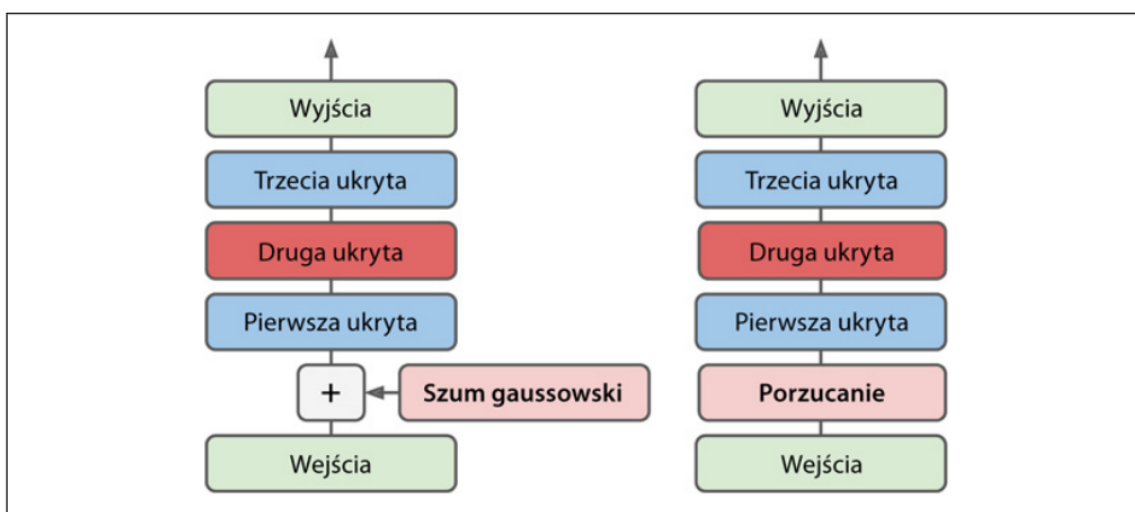 Wyjścia
Trzecia ukryta
Druga ukryta
Pierwsza ukryta
+
Szum gaussowski
Wejścia
Wyjścia
Trzecia ukryta
Druga ukryta
Pierwsza ukryta
Porzucanie
Wejścia